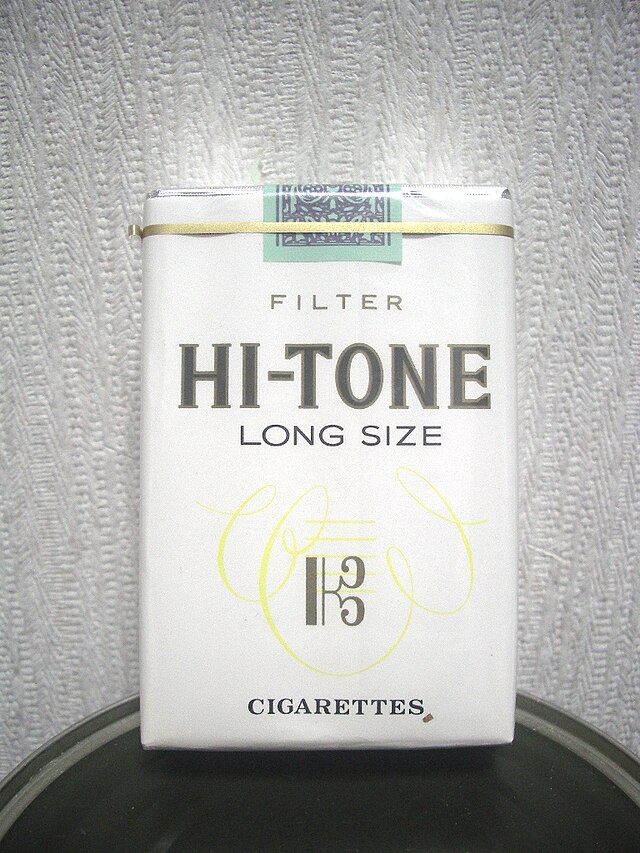 FILTER
HI-TONE
LONG SIZE
CIGARETTES